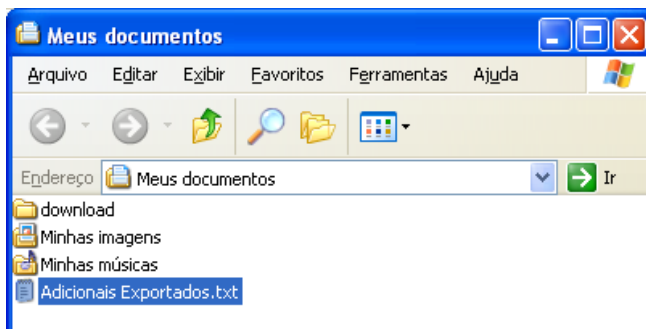 Meus documentos
Arquivo Editar Exibir Favoritos Ferramentas Ajuda
Endereço Meus documentos Ir
download
Minhas imagens
Minhas músicas
Adicionais Exportados.txt